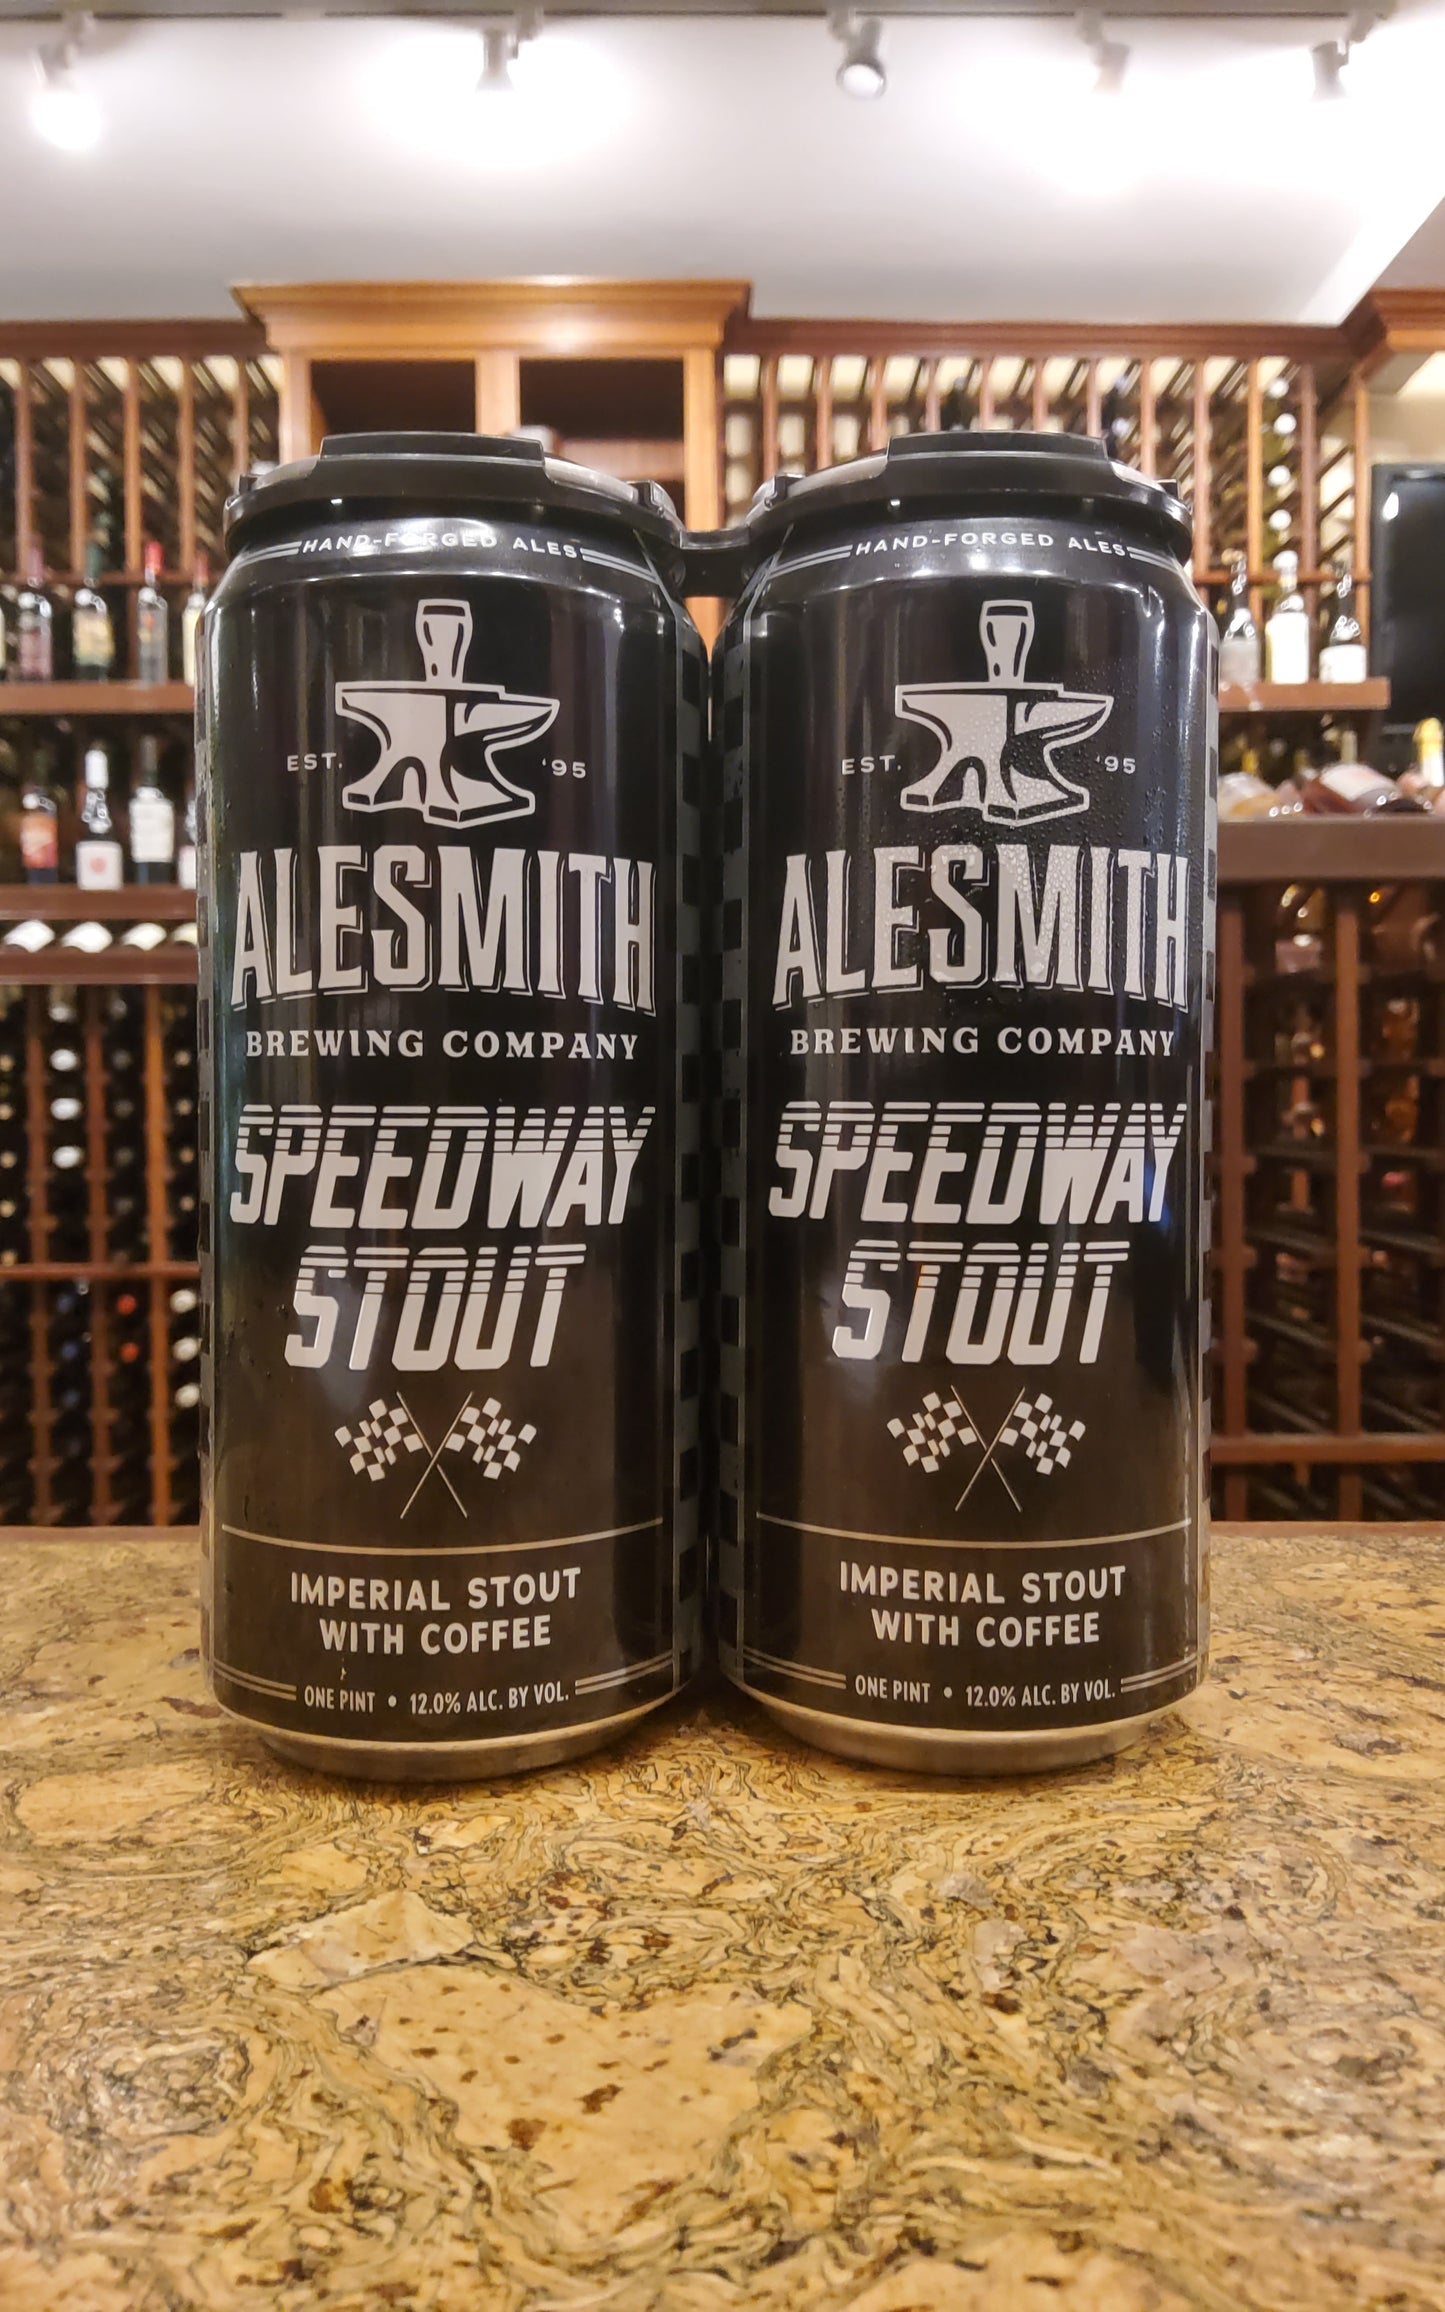 HAND-FORGED ALES
EST. '95
ALESMITH
BREWING COMPANY
SPEEDWAY
STOUT
IMPERIAL STOUT
WITH COFFEE
ONE PINT • 12.0% ALC. BY VOL.
HAND-FORGED ALES
EST. '95
ALESMITH
BREWING COMPANY
SPEEDWAY
STOUT
IMPERIAL STOUT
WITH COFFEE
ONE PINT • 12.0% ALC. BY VOL.